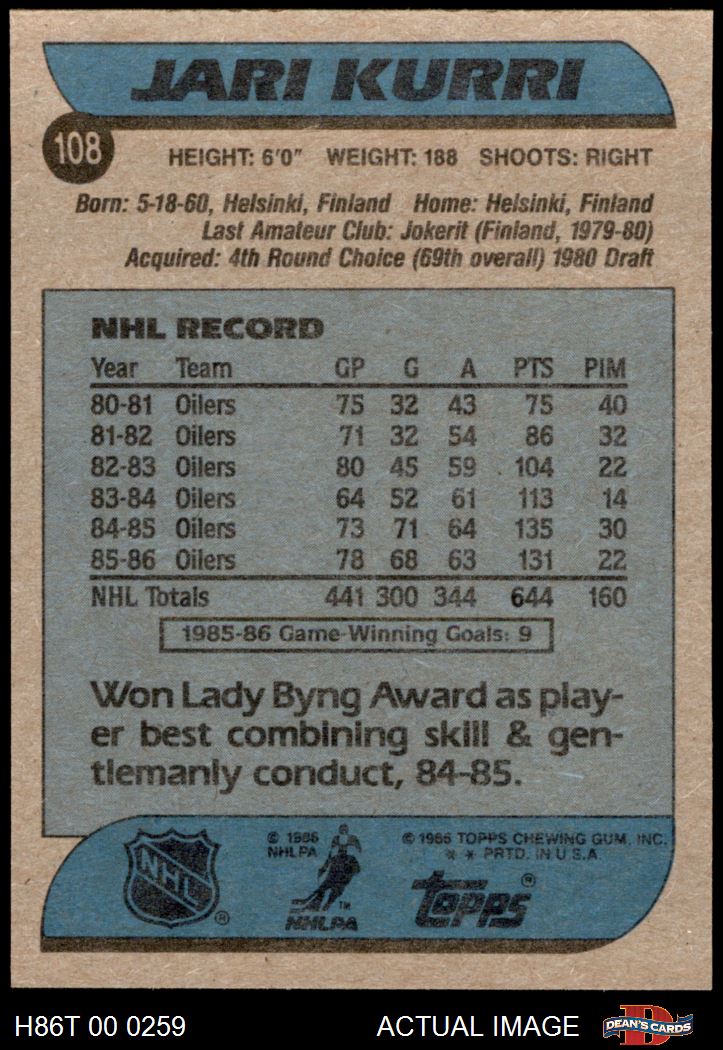 JARI KURRI
108
HEIGHT: 6'0" WEIGHT: 188 SHOOTS: RIGHT
Born: 5-18-60, Helsinki, Finland Home: Helsinki, Finland
Last Amateur Club: Jokerit (Finland, 1979-80)
Acquired: 4th Round Choice (69th overall) 1980 Draft
NHL RECORD
Year Team GP G A PTS PIM
80-81 Oilers 75 32 43 75 40
81-82 Oilers 71 32 54 86 32
82-83 Oilers 80 45 59 104 22
83-84 Oilers 64 52 61 113 14
84-85 Oilers 73 71 64 135 30
85-86 Oilers 78 68 63 131 22
NHL Totals 441 300 344 644 160
1985-86 Game-Winning Goals: 9
Won Lady Byng Award as play-
er best combining skill & gen-
tlemanly conduct, 84-85.
© 1986 © 1986 TOPPS CHEWING GUM, INC.
NHLPA * * PRTD. IN U.S.A.
NHL ® NHLPA ™ TOPPS ®
H86T 00 0259 ACTUAL IMAGE D DEAN'S CARDS